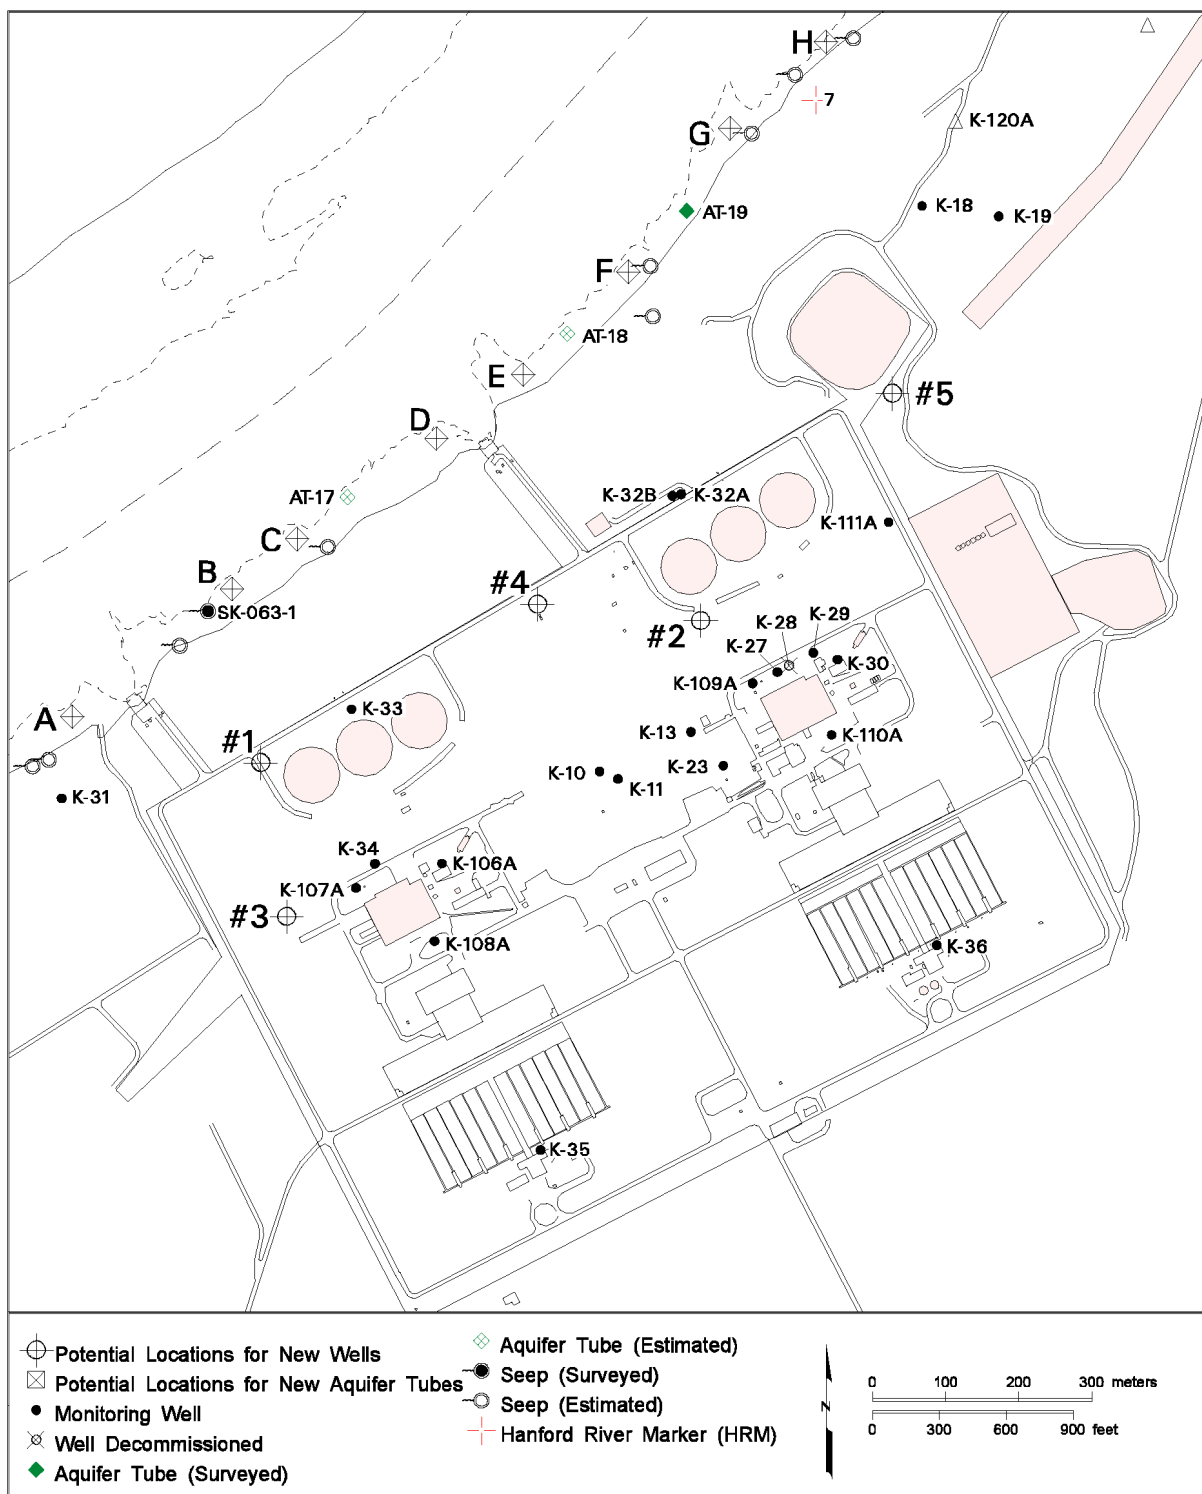 H
7
G
K-120A
K-18
K-19
AT-19
F
AT-18
E
#5
D
AT-17
K-32B
K-32A
K-111A
C
B
#4
SK-063-1
#2
K-28
K-29
K-27
K-30
K-109A
A
K-33
K-13
K-110A
#1
K-10
K-23
K-11
K-31
K-34
K-106A
K-107A
#3
K-108A
K-36
K-35
Potential Locations for New Wells
Potential Locations for New Aquifer Tubes
Monitoring Well
Well Decommissioned
Aquifer Tube (Surveyed)
Aquifer Tube (Estimated)
Seep (Surveyed)
Seep (Estimated)
Hanford River Marker (HRM)
N
0 100 200 300 meters
0 300 600 900 feet